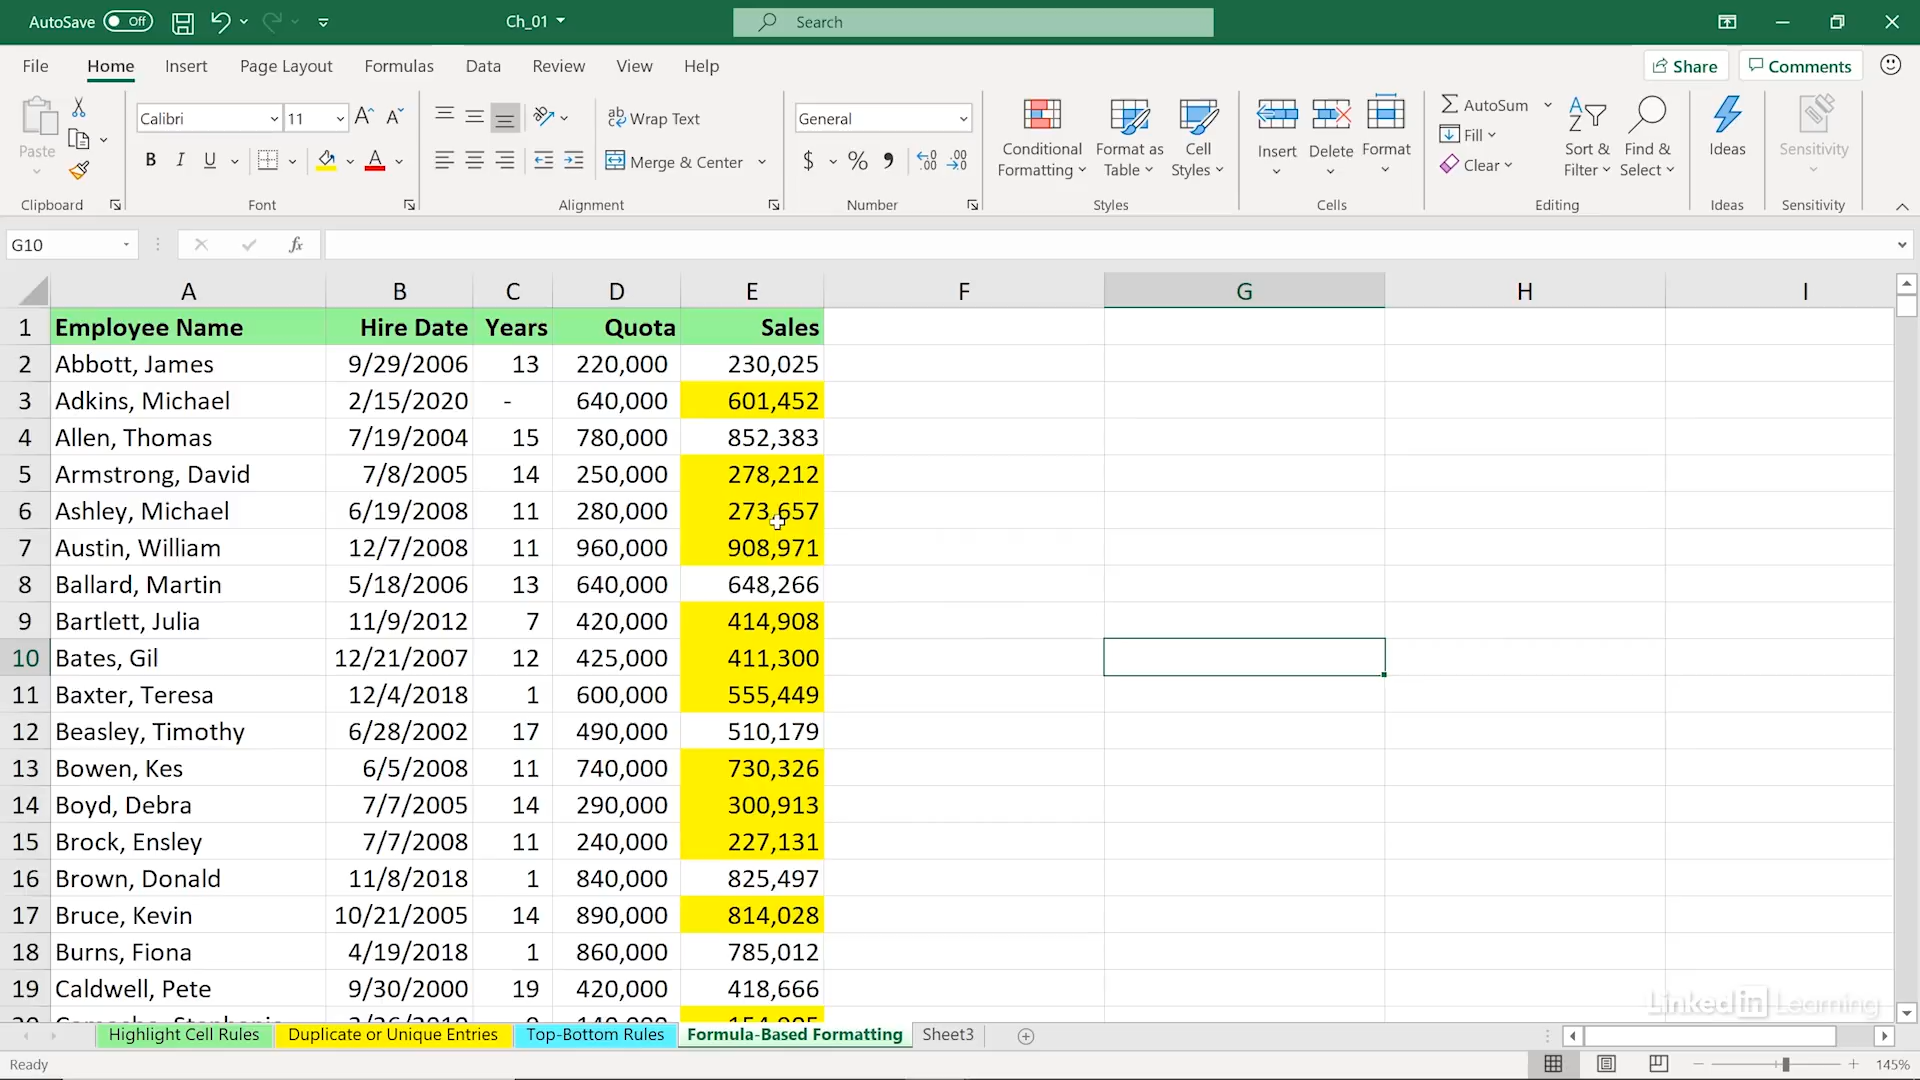 AutoSave Off
Ch_01
Search
File Home Insert Page Layout Formulas Data Review View Help
Share Comments
Paste
Clipboard
Calibri 11
B I U
Font
Wrap Text
Merge & Center
Alignment
General
$ %
Number
Conditional Formatting
Format as Table
Cell Styles
Styles
Insert Delete Format
Cells
AutoSum
Fill
Clear
Sort & Filter
Find & Select
Editing
Ideas
Ideas
Sensitivity
Sensitivity
G10 fx
A B C D E F G H I
1 Employee Name Hire Date Years Quota Sales
2 Abbott, James 9/29/2006 13 220,000 230,025
3 Adkins, Michael 2/15/2020 - 640,000 601,452
4 Allen, Thomas 7/19/2004 15 780,000 852,383
5 Armstrong, David 7/8/2005 14 250,000 278,212
6 Ashley, Michael 6/19/2008 11 280,000 273,657
7 Austin, William 12/7/2008 11 960,000 908,971
8 Ballard, Martin 5/18/2006 13 640,000 648,266
9 Bartlett, Julia 11/9/2012 7 420,000 414,908
10 Bates, Gil 12/21/2007 12 425,000 411,300
11 Baxter, Teresa 12/4/2018 1 600,000 555,449
12 Beasley, Timothy 6/28/2002 17 490,000 510,179
13 Bowen, Kes 6/5/2008 11 740,000 730,326
14 Boyd, Debra 7/7/2005 14 290,000 300,913
15 Brock, Ensley 7/7/2008 11 240,000 227,131
16 Brown, Donald 11/8/2018 1 840,000 825,497
17 Bruce, Kevin 10/21/2005 14 890,000 814,028
18 Burns, Fiona 4/19/2018 1 860,000 785,012
19 Caldwell, Pete 9/30/2000 19 420,000 418,666
Linked in Learning
Highlight Cell Rules Duplicate or Unique Entries Top-Bottom Rules Formula-Based Formatting Sheet3
Ready 145%